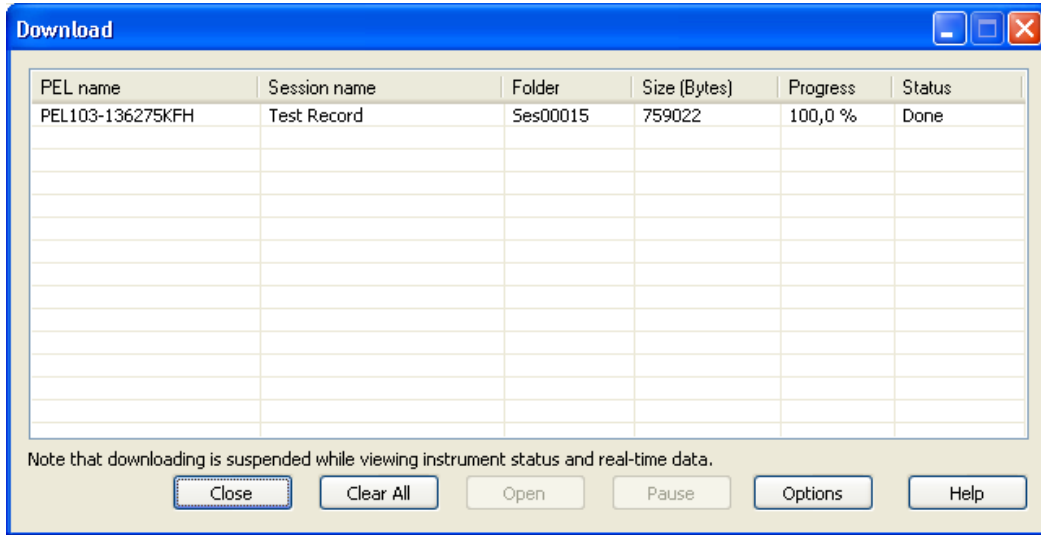 Download
PEL name Session name Folder Size (Bytes) Progress Status
PEL103-136275KFH Test Record Ses00015 759022 100,0 % Done
Note that downloading is suspended while viewing instrument status and real-time data.
Close Clear All Open Pause Options Help